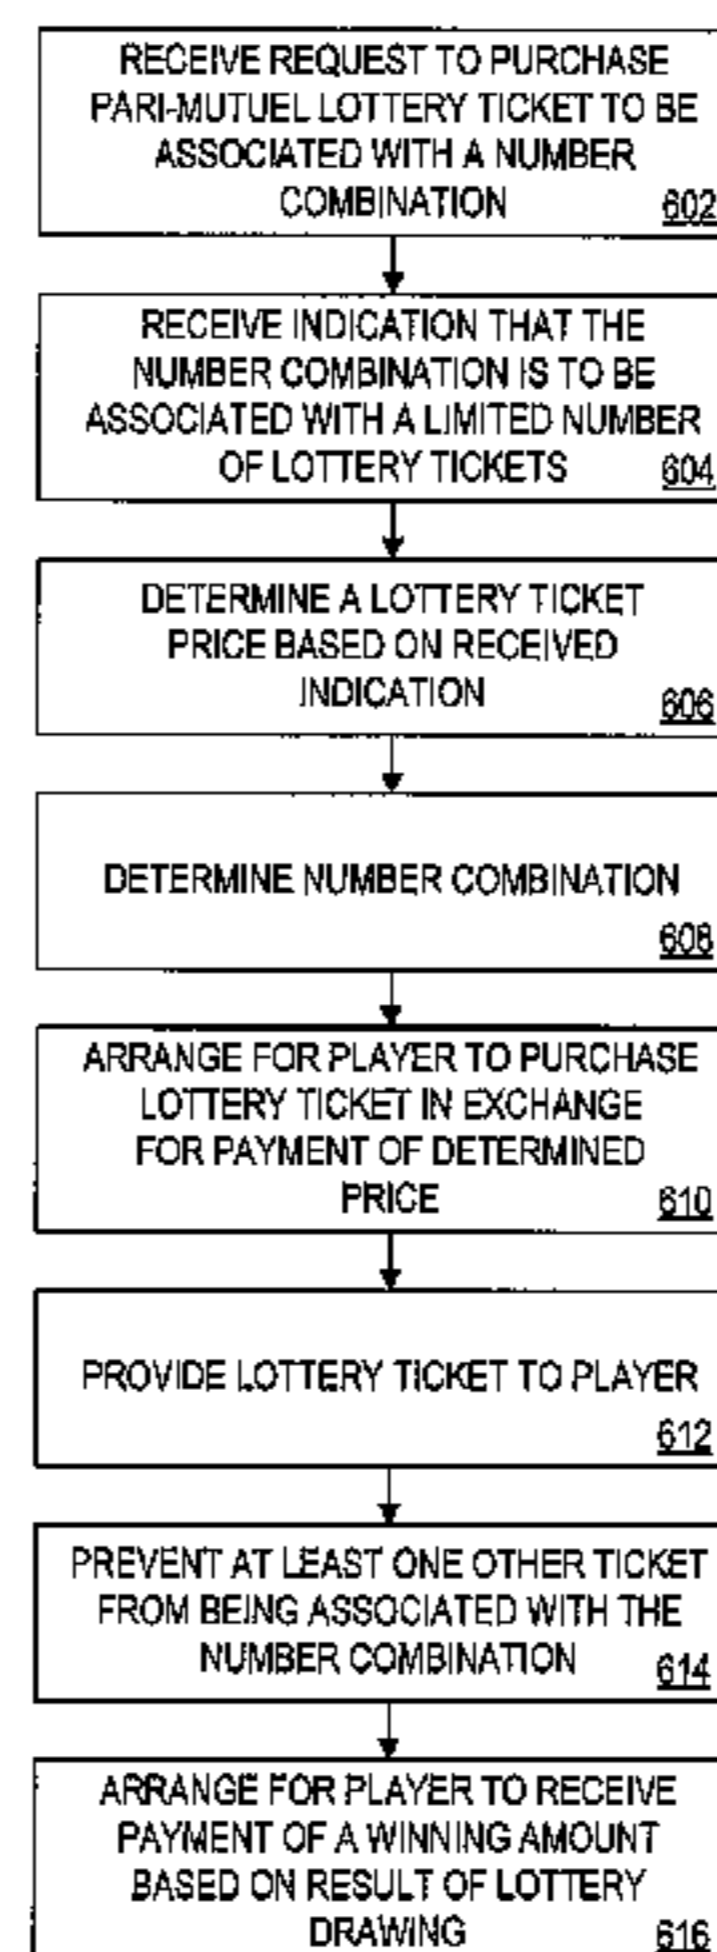 RECEIVE REQUEST TO PURCHASE
PARI-MUTUEL LOTTERY TICKET TO BE
ASSOCIATED WITH A NUMBER
COMBINATION 602
RECEIVE INDICATION THAT THE
NUMBER COMBINATION IS TO BE
ASSOCIATED WITH A LIMITED NUMBER
OF LOTTERY TICKETS 604
DETERMINE A LOTTERY TICKET
PRICE BASED ON RECEIVED
INDICATION 606
DETERMINE NUMBER COMBINATION
608
ARRANGE FOR PLAYER TO PURCHASE
LOTTERY TICKET IN EXCHANGE
FOR PAYMENT OF DETERMINED
PRICE 610
PROVIDE LOTTERY TICKET TO PLAYER
612
PREVENT AT LEAST ONE OTHER TICKET
FROM BEING ASSOCIATED WITH THE
NUMBER COMBINATION 614
ARRANGE FOR PLAYER TO RECEIVE
PAYMENT OF A WINNING AMOUNT
BASED ON RESULT OF LOTTERY
DRAWING 616